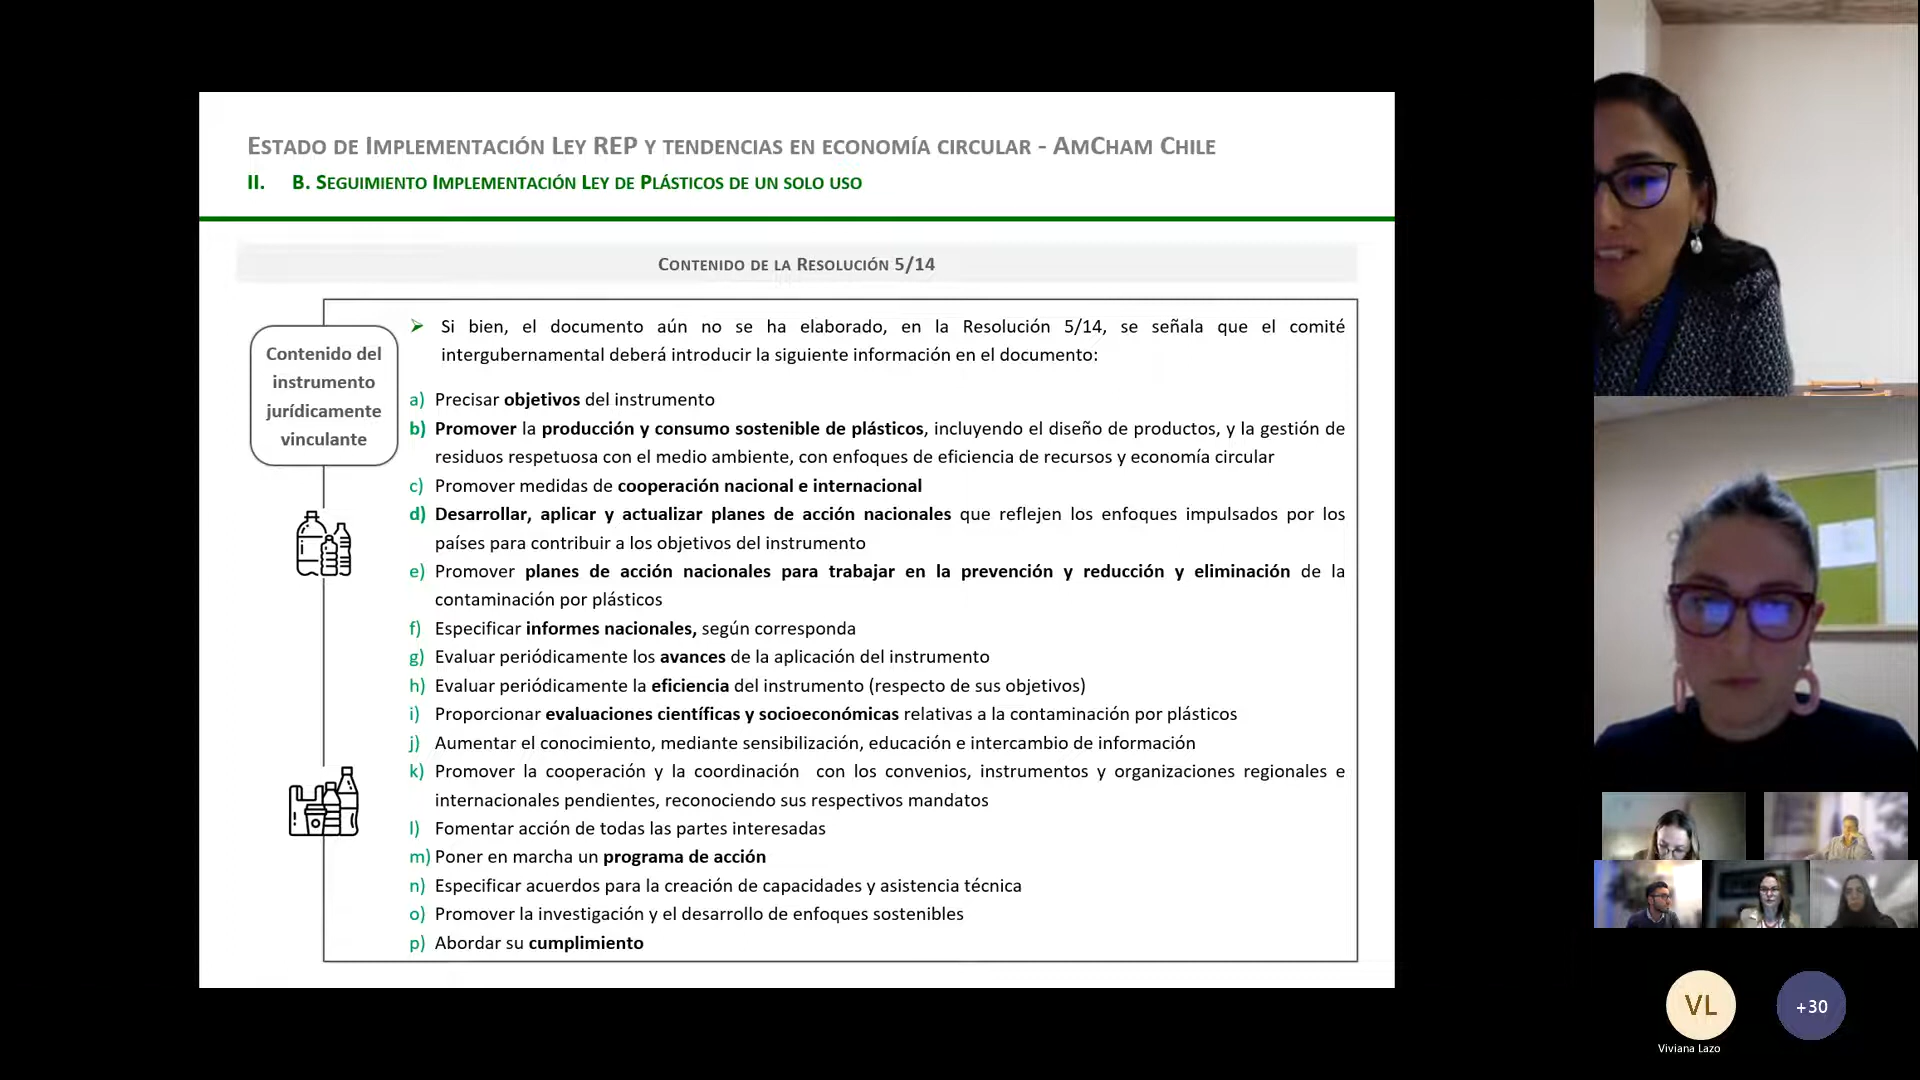 ESTADO DE IMPLEMENTACIÓN LEY REP Y TENDENCIAS EN ECONOMÍA CIRCULAR - AMCHAM CHILE
II. B. SEGUIMIENTO IMPLEMENTACIÓN LEY DE PLÁSTICOS DE UN SOLO USO
CONTENIDO DE LA RESOLUCIÓN 5/14
Contenido del
instrumento
jurídicamente
vinculante
➤ Si bien, el documento aún no se ha elaborado, en la Resolución 5/14, se señala que el comité
intergubernamental deberá introducir la siguiente información en el documento:
a) Precisar objetivos del instrumento
b) Promover la producción y consumo sostenible de plásticos, incluyendo el diseño de productos, y la gestión de
residuos respetuosa con el medio ambiente, con enfoques de eficiencia de recursos y economía circular
c) Promover medidas de cooperación nacional e internacional
d) Desarrollar, aplicar y actualizar planes de acción nacionales que reflejen los enfoques impulsados por los
países para contribuir a los objetivos del instrumento
e) Promover planes de acción nacionales para trabajar en la prevención y reducción y eliminación de la
contaminación por plásticos
f) Especificar informes nacionales, según corresponda
g) Evaluar periódicamente los avances de la aplicación del instrumento
h) Evaluar periódicamente la eficiencia del instrumento (respecto de sus objetivos)
i) Proporcionar evaluaciones científicas y socioeconómicas relativas a la contaminación por plásticos
j) Aumentar el conocimiento, mediante sensibilización, educación e intercambio de información
k) Promover la cooperación y la coordinación con los convenios, instrumentos y organizaciones regionales e
internacionales pendientes, reconociendo sus respectivos mandatos
l) Fomentar acción de todas las partes interesadas
m) Poner en marcha un programa de acción
n) Especificar acuerdos para la creación de capacidades y asistencia técnica
o) Promover la investigación y el desarrollo de enfoques sostenibles
p) Abordar su cumplimiento
VL
+30
Viviana Lazo